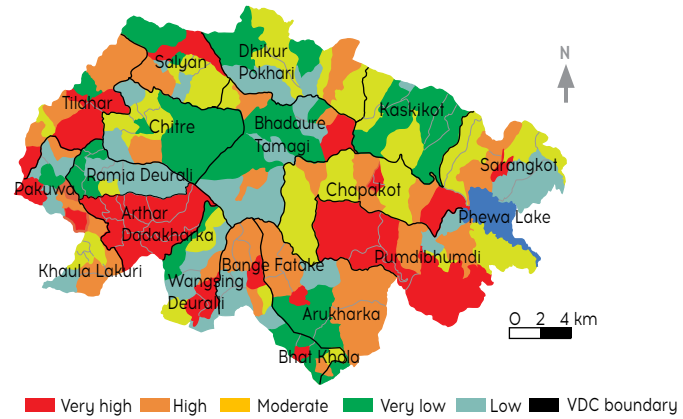 Dhikur
Pokhari
Salyan
N
Tilahar
Kaskikot
Chitre
Bhadaure
Tamagi
Sarangkot
Ramja Deurali
Pakuwa
Chapakot
Arthar
Dadakharka
Phewa Lake
Khaula Lakuri
Bange Fatake
Pumdibhumdi
Wangsing
Deurali
Arukharka
0 2 4 km
Bhat Khola
Very high High Moderate Very low Low VDC boundary